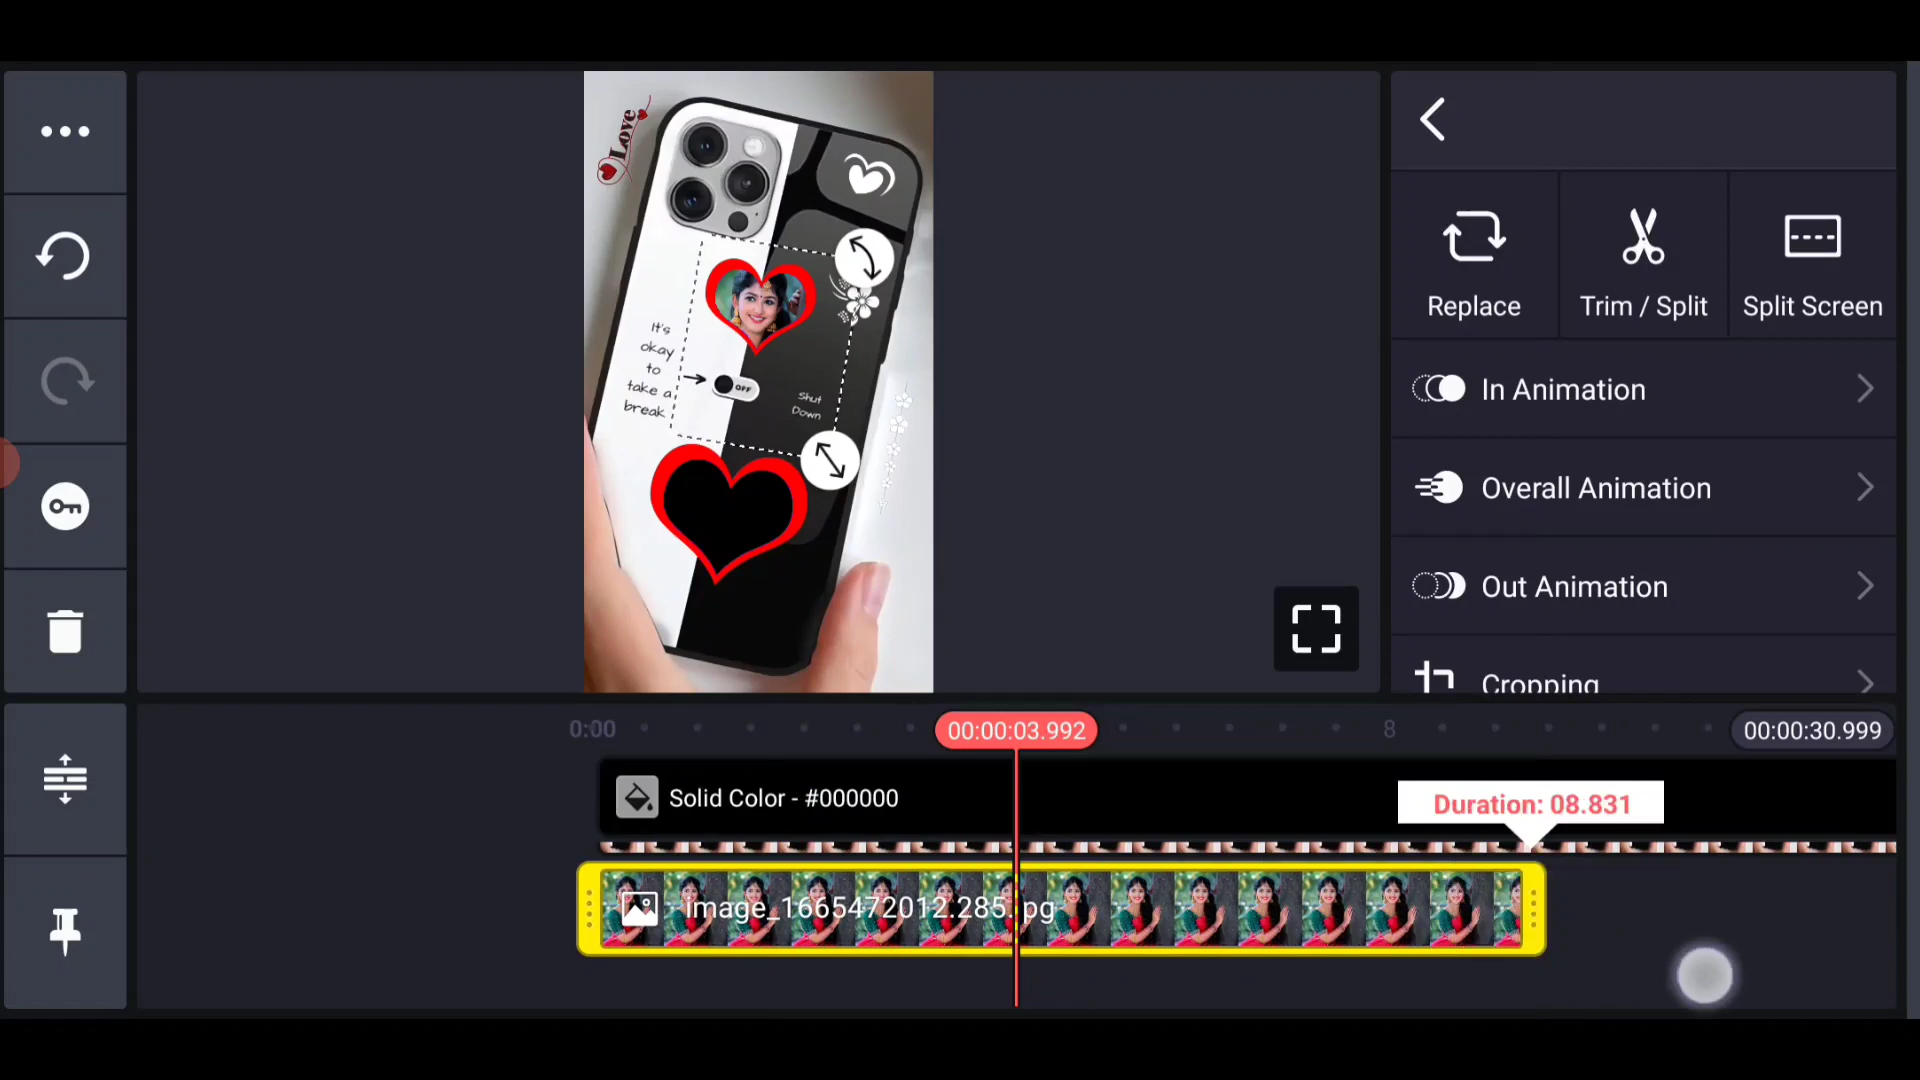 Love
It's
okay
to
take a
break
OFF
Shut
Down
Replace
Trim / Split
Split Screen
In Animation
Overall Animation
Out Animation
Cropping
0:00
00:00:03.992
8
00:00:30.999
Solid Color - #000000
Duration: 08.831
image_1665472012.285.jpg